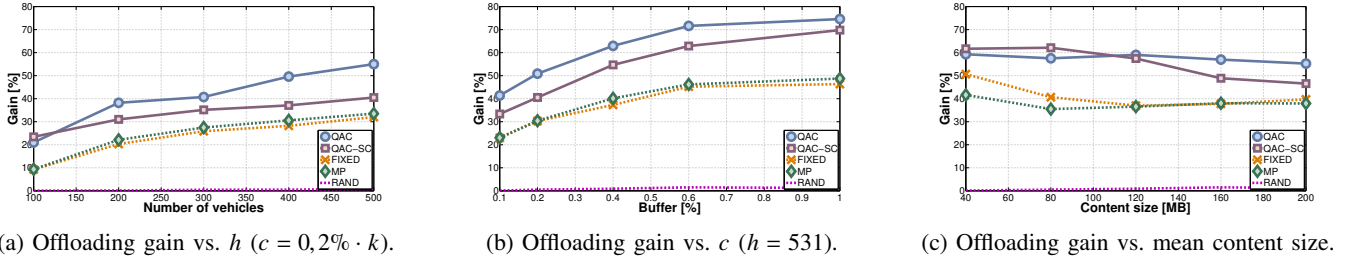 80
70
60
50
40
30
20
10
0
Gain [%]
100 150 200 250 300 350 400 450 500
Number of vehicles
QAC
QAC-SC
FIXED
MP
RAND
80
70
60
50
40
30
20
10
0
Gain [%]
0.1 0.2 0.3 0.4 0.5 0.6 0.7 0.8 0.9 1
Buffer [%]
QAC
QAC-SC
FIXED
MP
RAND
80
70
60
50
40
30
20
10
0
Gain [%]
40 60 80 100 120 140 160 180 200
Content size [MB]
QAC
QAC-SC
FIXED
MP
RAND
(a) Offloading gain vs. h (c = 0, 2% · k).
(b) Offloading gain vs. c (h = 531).
(c) Offloading gain vs. mean content size.